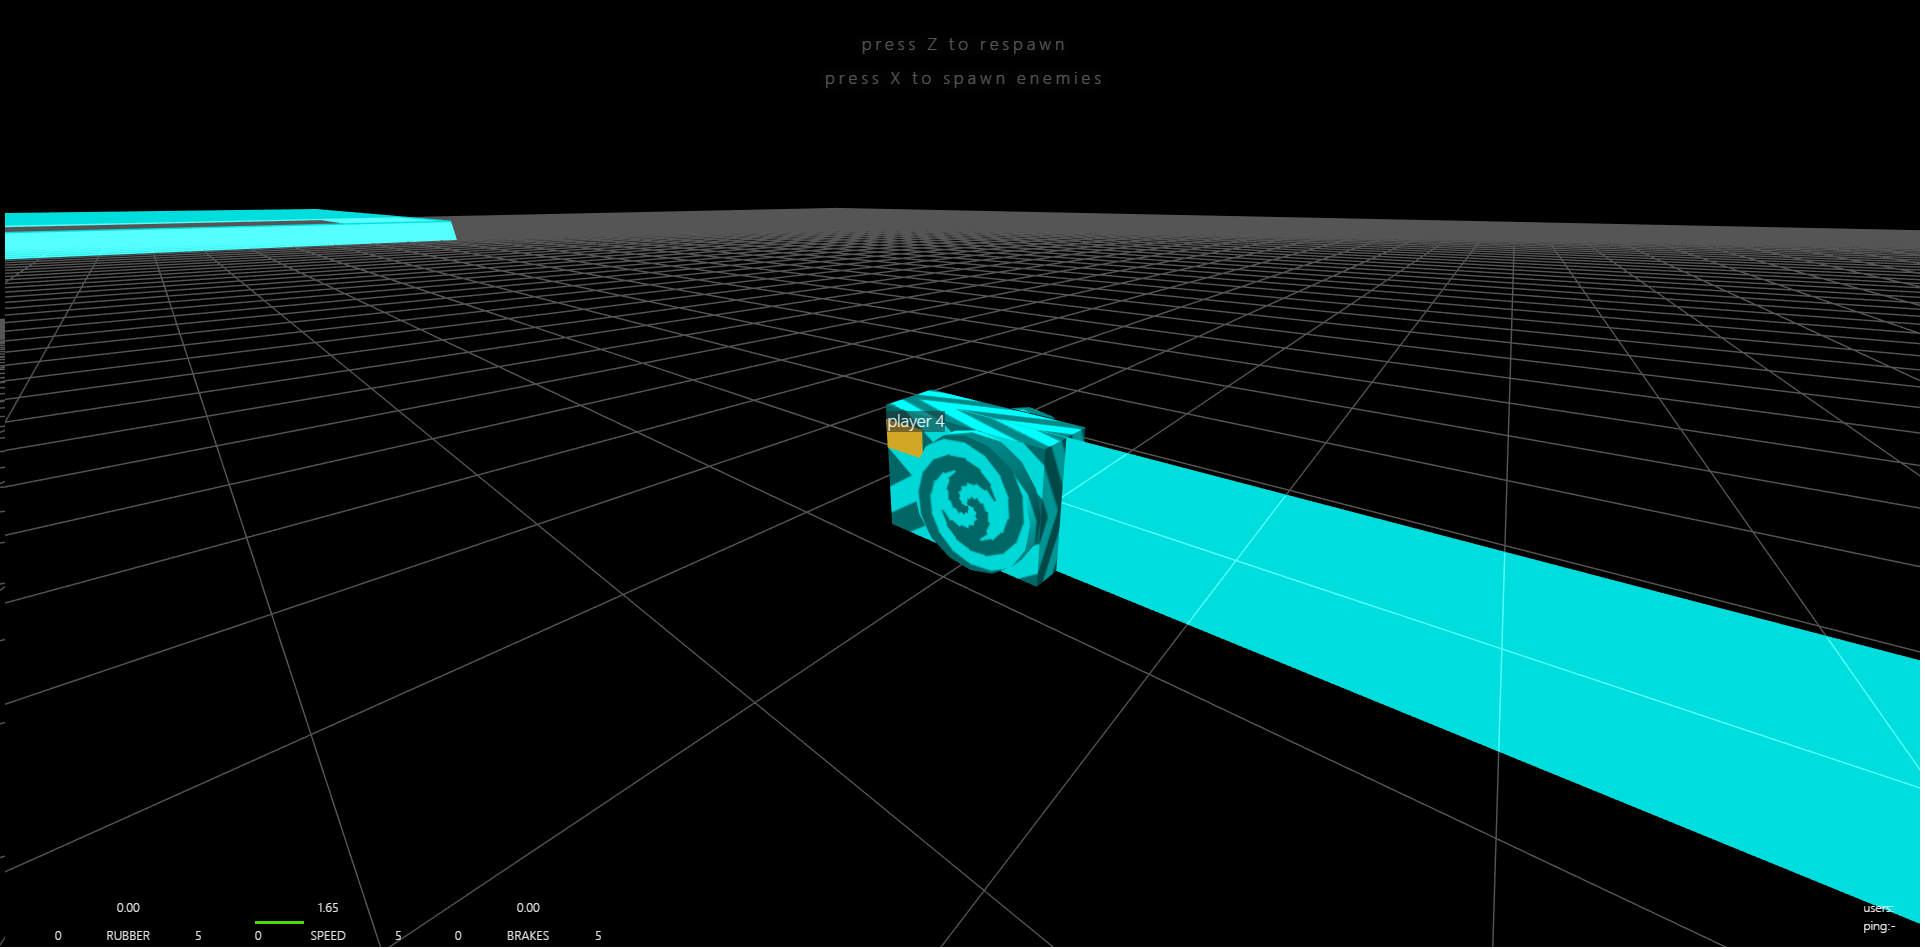 press Z to respawn
press X to spawn enemies
player 4
0.00 1.65 0.00
0 RUBBER 5 0 SPEED 5 0 BRAKES 5
users:
ping:-